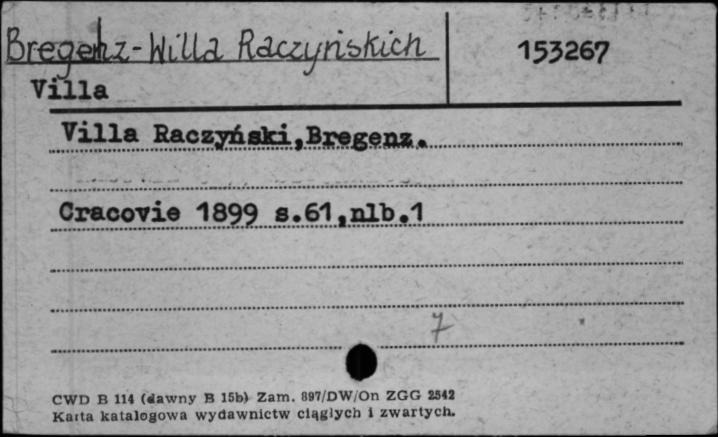 Bregenz-Willa Raczyńskich 153267
Villa
Villa Raczyński,Bregenz.
Cracovie 1899 s.61,nlb.1
7
CWD B 114 (dawny B 15b) Zam. 897/DW/On ZGG 2542
Karta katalogowa wydawnictw ciągłych i zwartych.